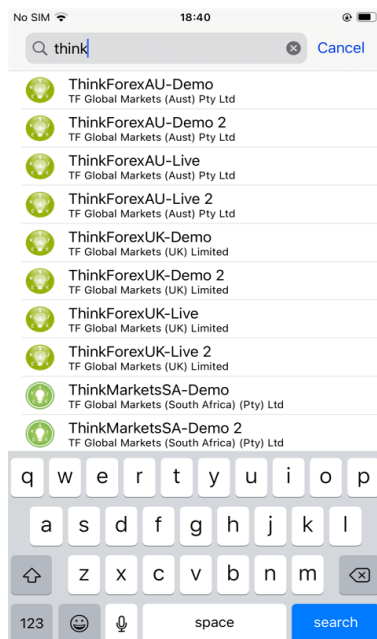 No SIM 18:40
think Cancel
ThinkForexAU-Demo
TF Global Markets (Aust) Pty Ltd
ThinkForexAU-Demo 2
TF Global Markets (Aust) Pty Ltd
ThinkForexAU-Live
TF Global Markets (Aust) Pty Ltd
ThinkForexAU-Live 2
TF Global Markets (Aust) Pty Ltd
ThinkForexUK-Demo
TF Global Markets (UK) Limited
ThinkForexUK-Demo 2
TF Global Markets (UK) Limited
ThinkForexUK-Live
TF Global Markets (UK) Limited
ThinkForexUK-Live 2
TF Global Markets (UK) Limited
ThinkMarketsSA-Demo
TF Global Markets (South Africa) (Pty) Ltd
ThinkMarketsSA-Demo 2
TF Global Markets (South Africa) (Pty) Ltd
q w e r t y u i o p
a s d f g h j k l
z x c v b n m
123 space search